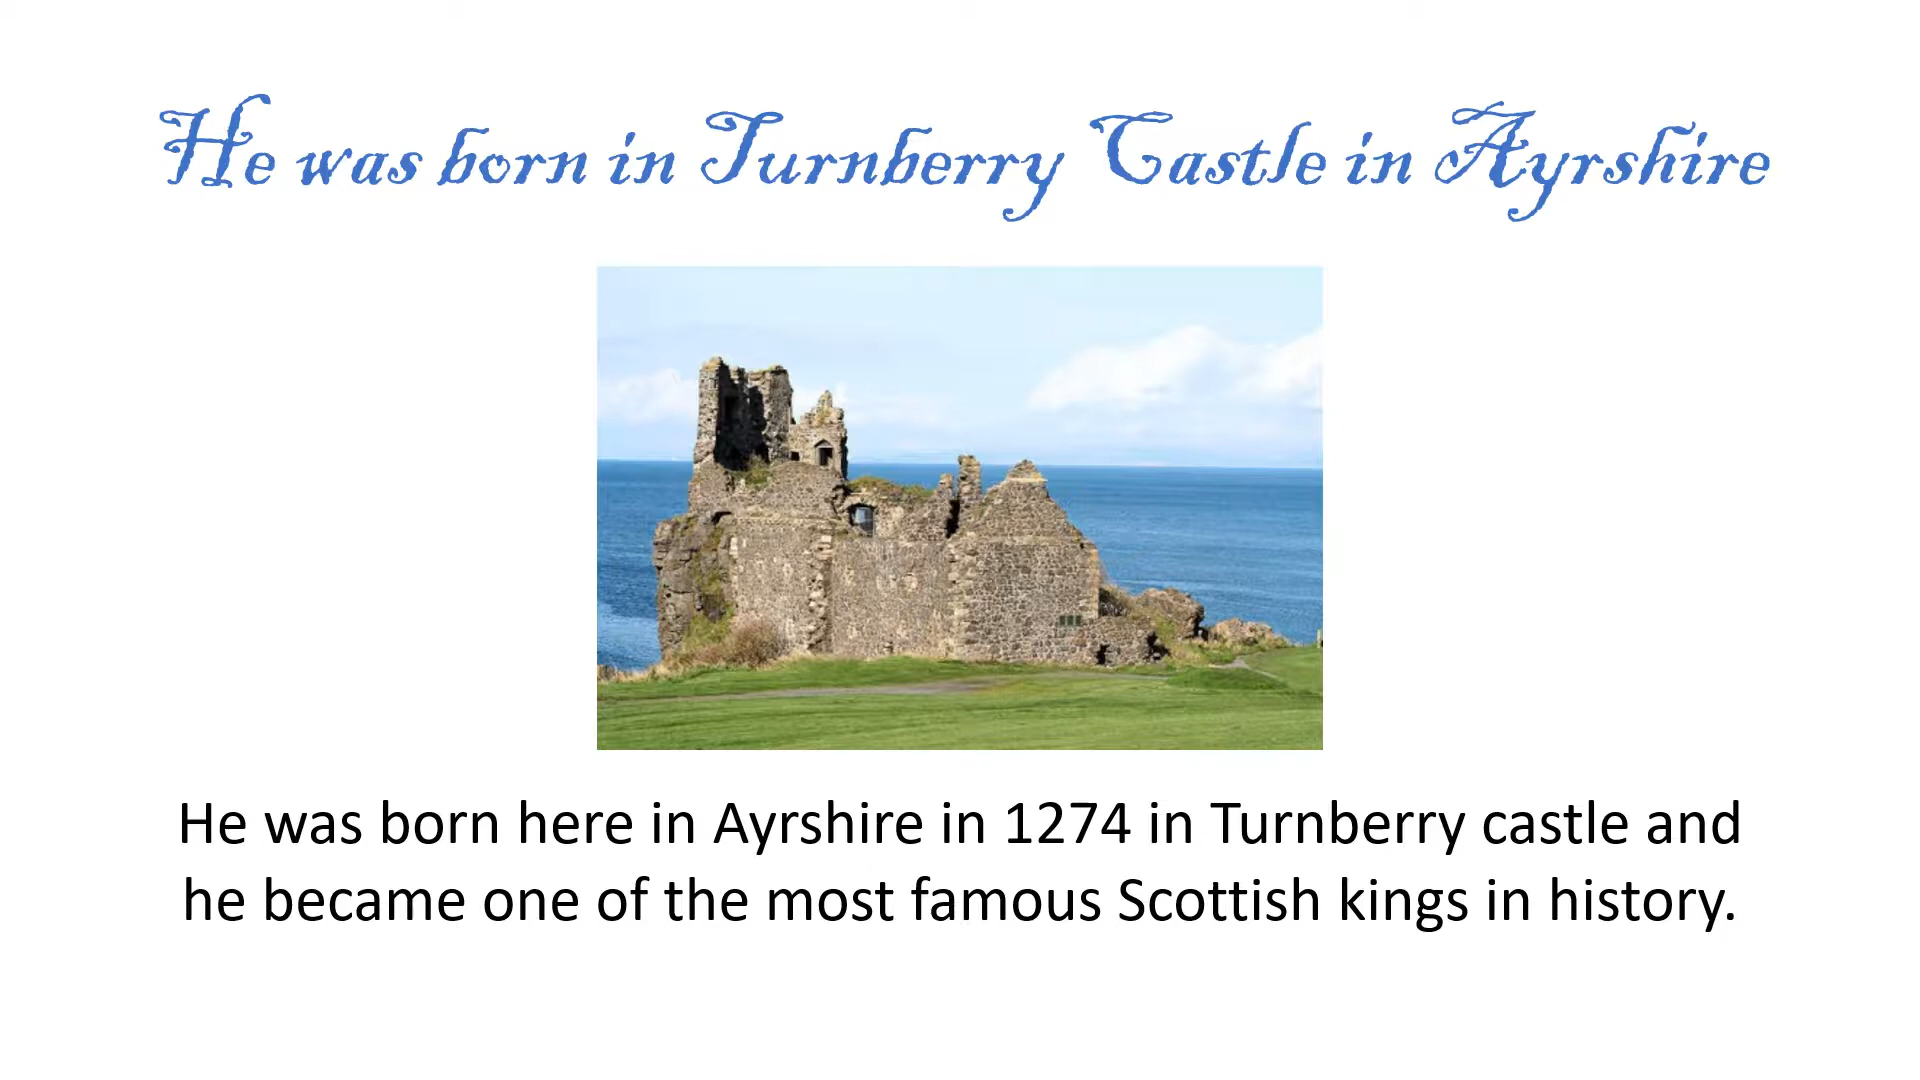 He was born in Turnberry Castle in Ayrshire
He was born here in Ayrshire in 1274 in Turnberry castle and
he became one of the most famous Scottish kings in history.